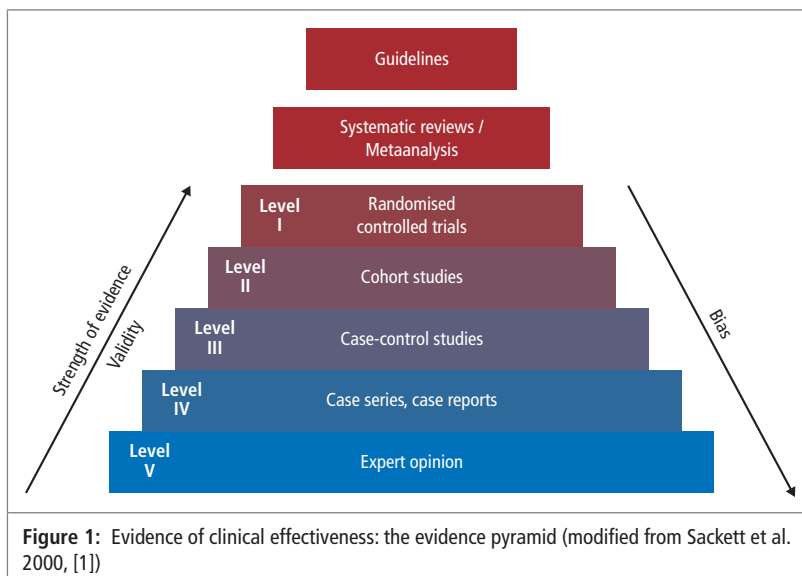 Guidelines
Systematic reviews /
Metaanalysis
Level
I
Randomised
controlled trials
Level
II
Cohort studies
Level
III
Case-control studies
Level
IV
Case series, case reports
Level
V
Expert opinion
Strength of evidence
Validity
Bias
Figure 1: Evidence of clinical effectiveness: the evidence pyramid (modified from Sackett et al.
2000, [1])